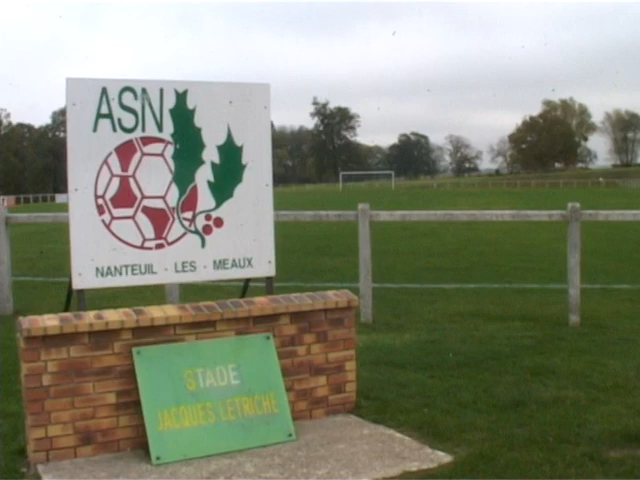 ASN
NANTEUIL - LES - MEAUX
STADE
JACQUES LETRICHE